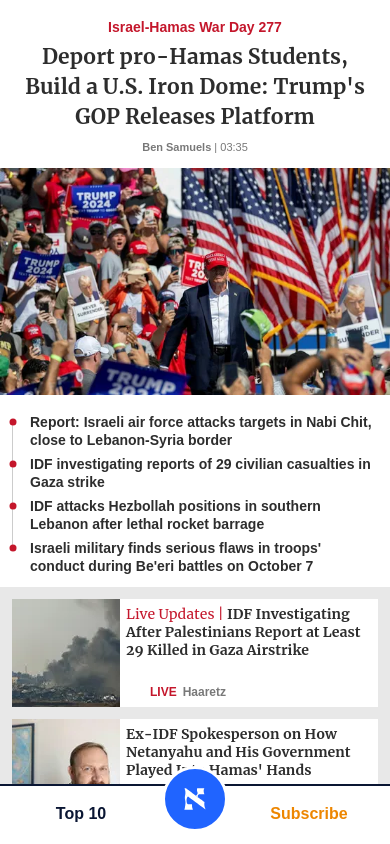 Israel-Hamas War Day 277
Deport pro-Hamas Students,
Build a U.S. Iron Dome: Trump's
GOP Releases Platform
Ben Samuels | 03:35
TRUMP
2024
TRUMP
2024
NEVER
SURRENDER
NEVER
SURRENDER
TRUMP
Report: Israeli air force attacks targets in Nabi Chit,
close to Lebanon-Syria border
IDF investigating reports of 29 civilian casualties in
Gaza strike
IDF attacks Hezbollah positions in southern
Lebanon after lethal rocket barrage
Israeli military finds serious flaws in troops'
conduct during Be'eri battles on October 7
Live Updates | IDF Investigating
After Palestinians Report at Least
29 Killed in Gaza Airstrike
LIVE Haaretz
Ex-IDF Spokesperson on How
Netanyahu and His Government
Played Hamas' Hands
Top 10
Subscribe